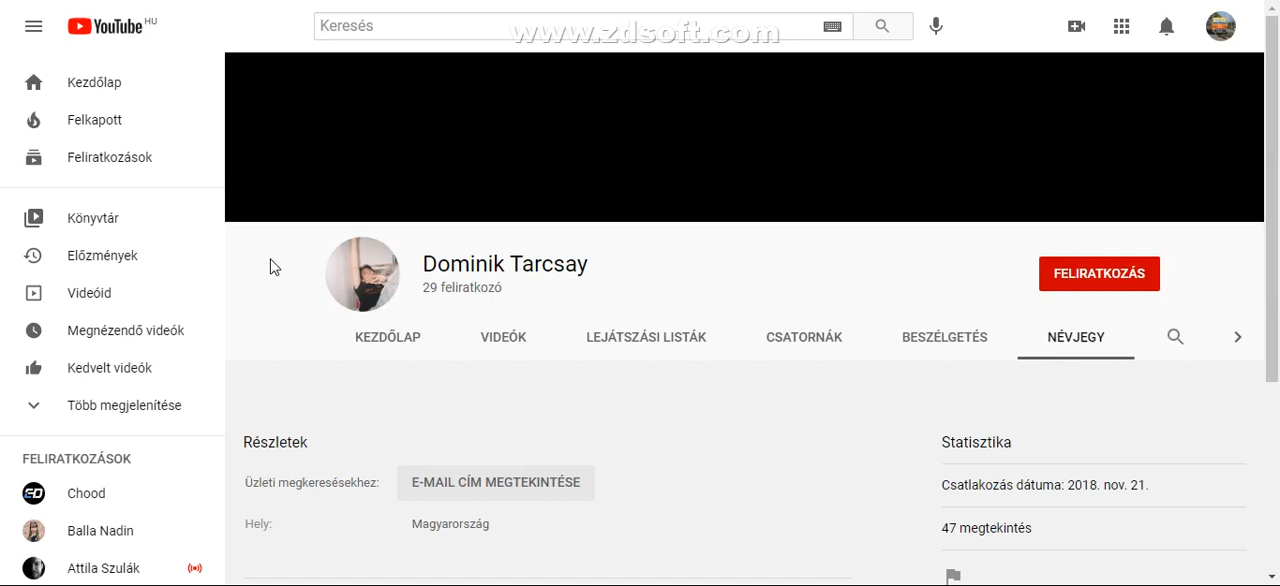 YouTube HU
Keresés
www.zdsoft.com
Kezdőlap
Felkapott
Feliratkozások
Könyvtár
Előzmények
Videóid
Megnézendő videók
Kedvelt videók
Több megjelenítése
FELIRATKOZÁSOK
Chood
Balla Nadin
Attila Szulák
Dominik Tarcsay
29 feliratkozó
FELIRATKOZÁS
KEZDŐLAP VIDEÓK LEJÁTSZÁSI LISTÁK CSATORNÁK BESZÉLGETÉS NÉVJEGY
Részletek
Üzleti megkeresésekhez: E-MAIL CÍM MEGTEKINTÉSE
Hely: Magyarország
Statisztika
Csatlakozás dátuma: 2018. nov. 21.
47 megtekintés